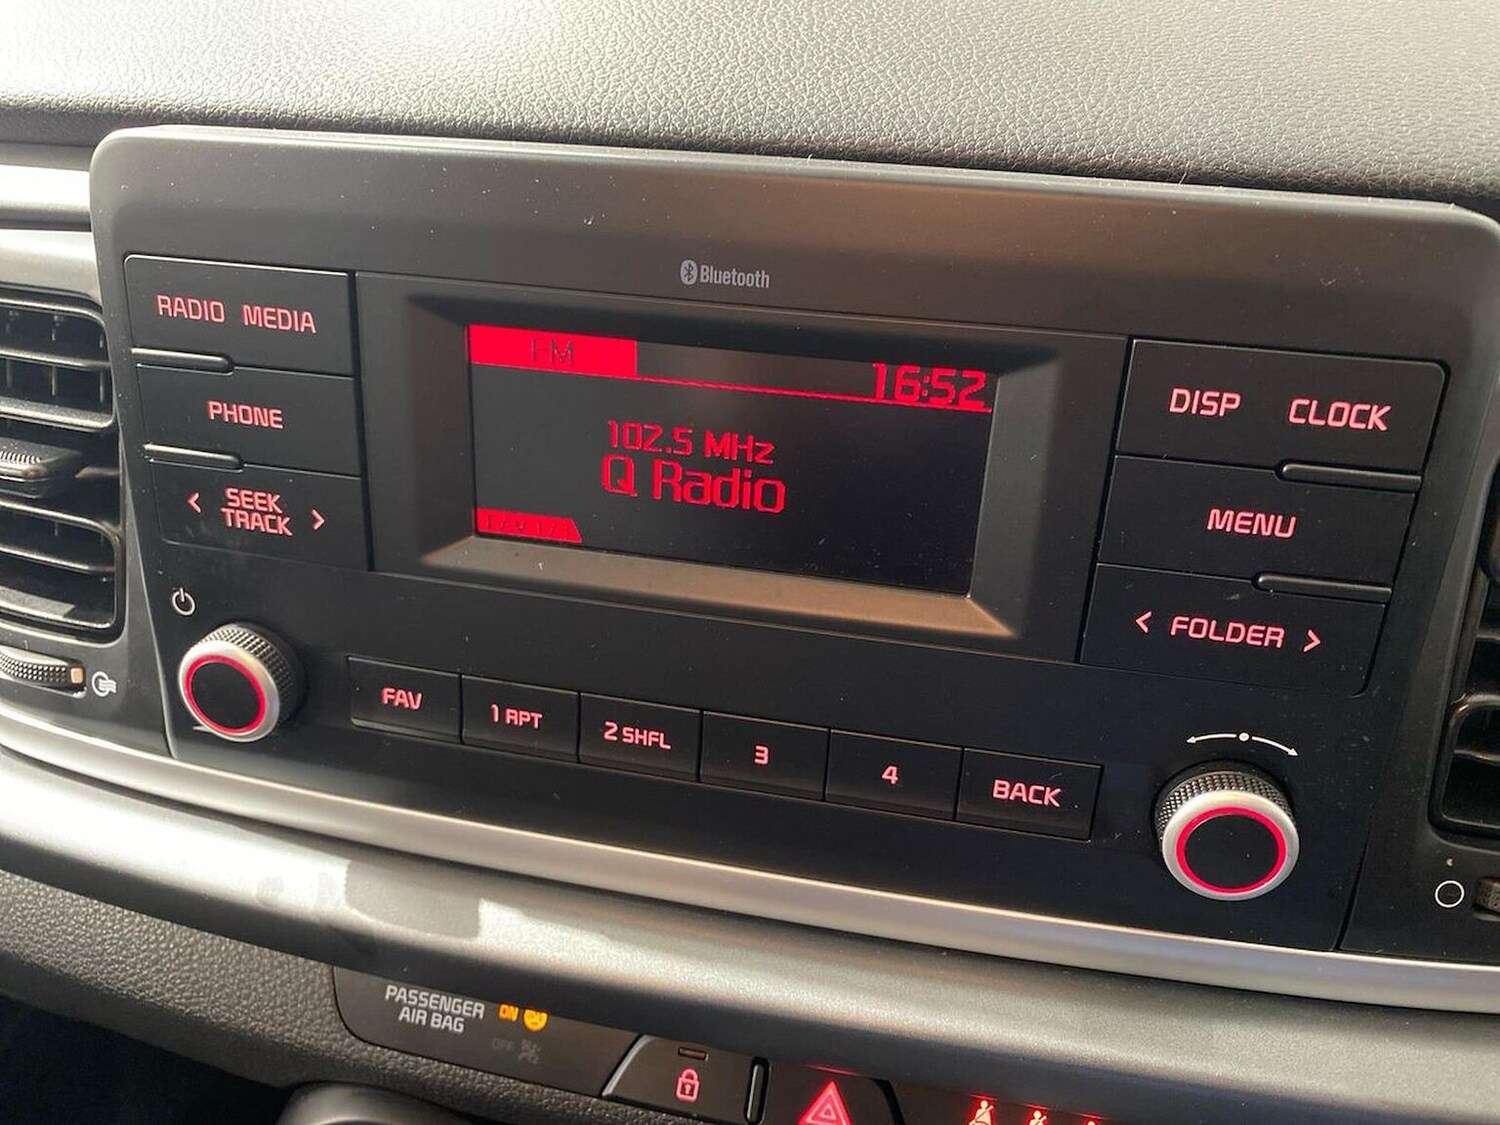 Bluetooth
RADIO MEDIA
FM
16:52
DISP CLOCK
PHONE
102.5 MHz
Q Radio
MENU
< SEEK TRACK >
< FOLDER >
FAV
1 RPT
2 SHFL
3
4
BACK
PASSENGER
AIR BAG
ON
OFF